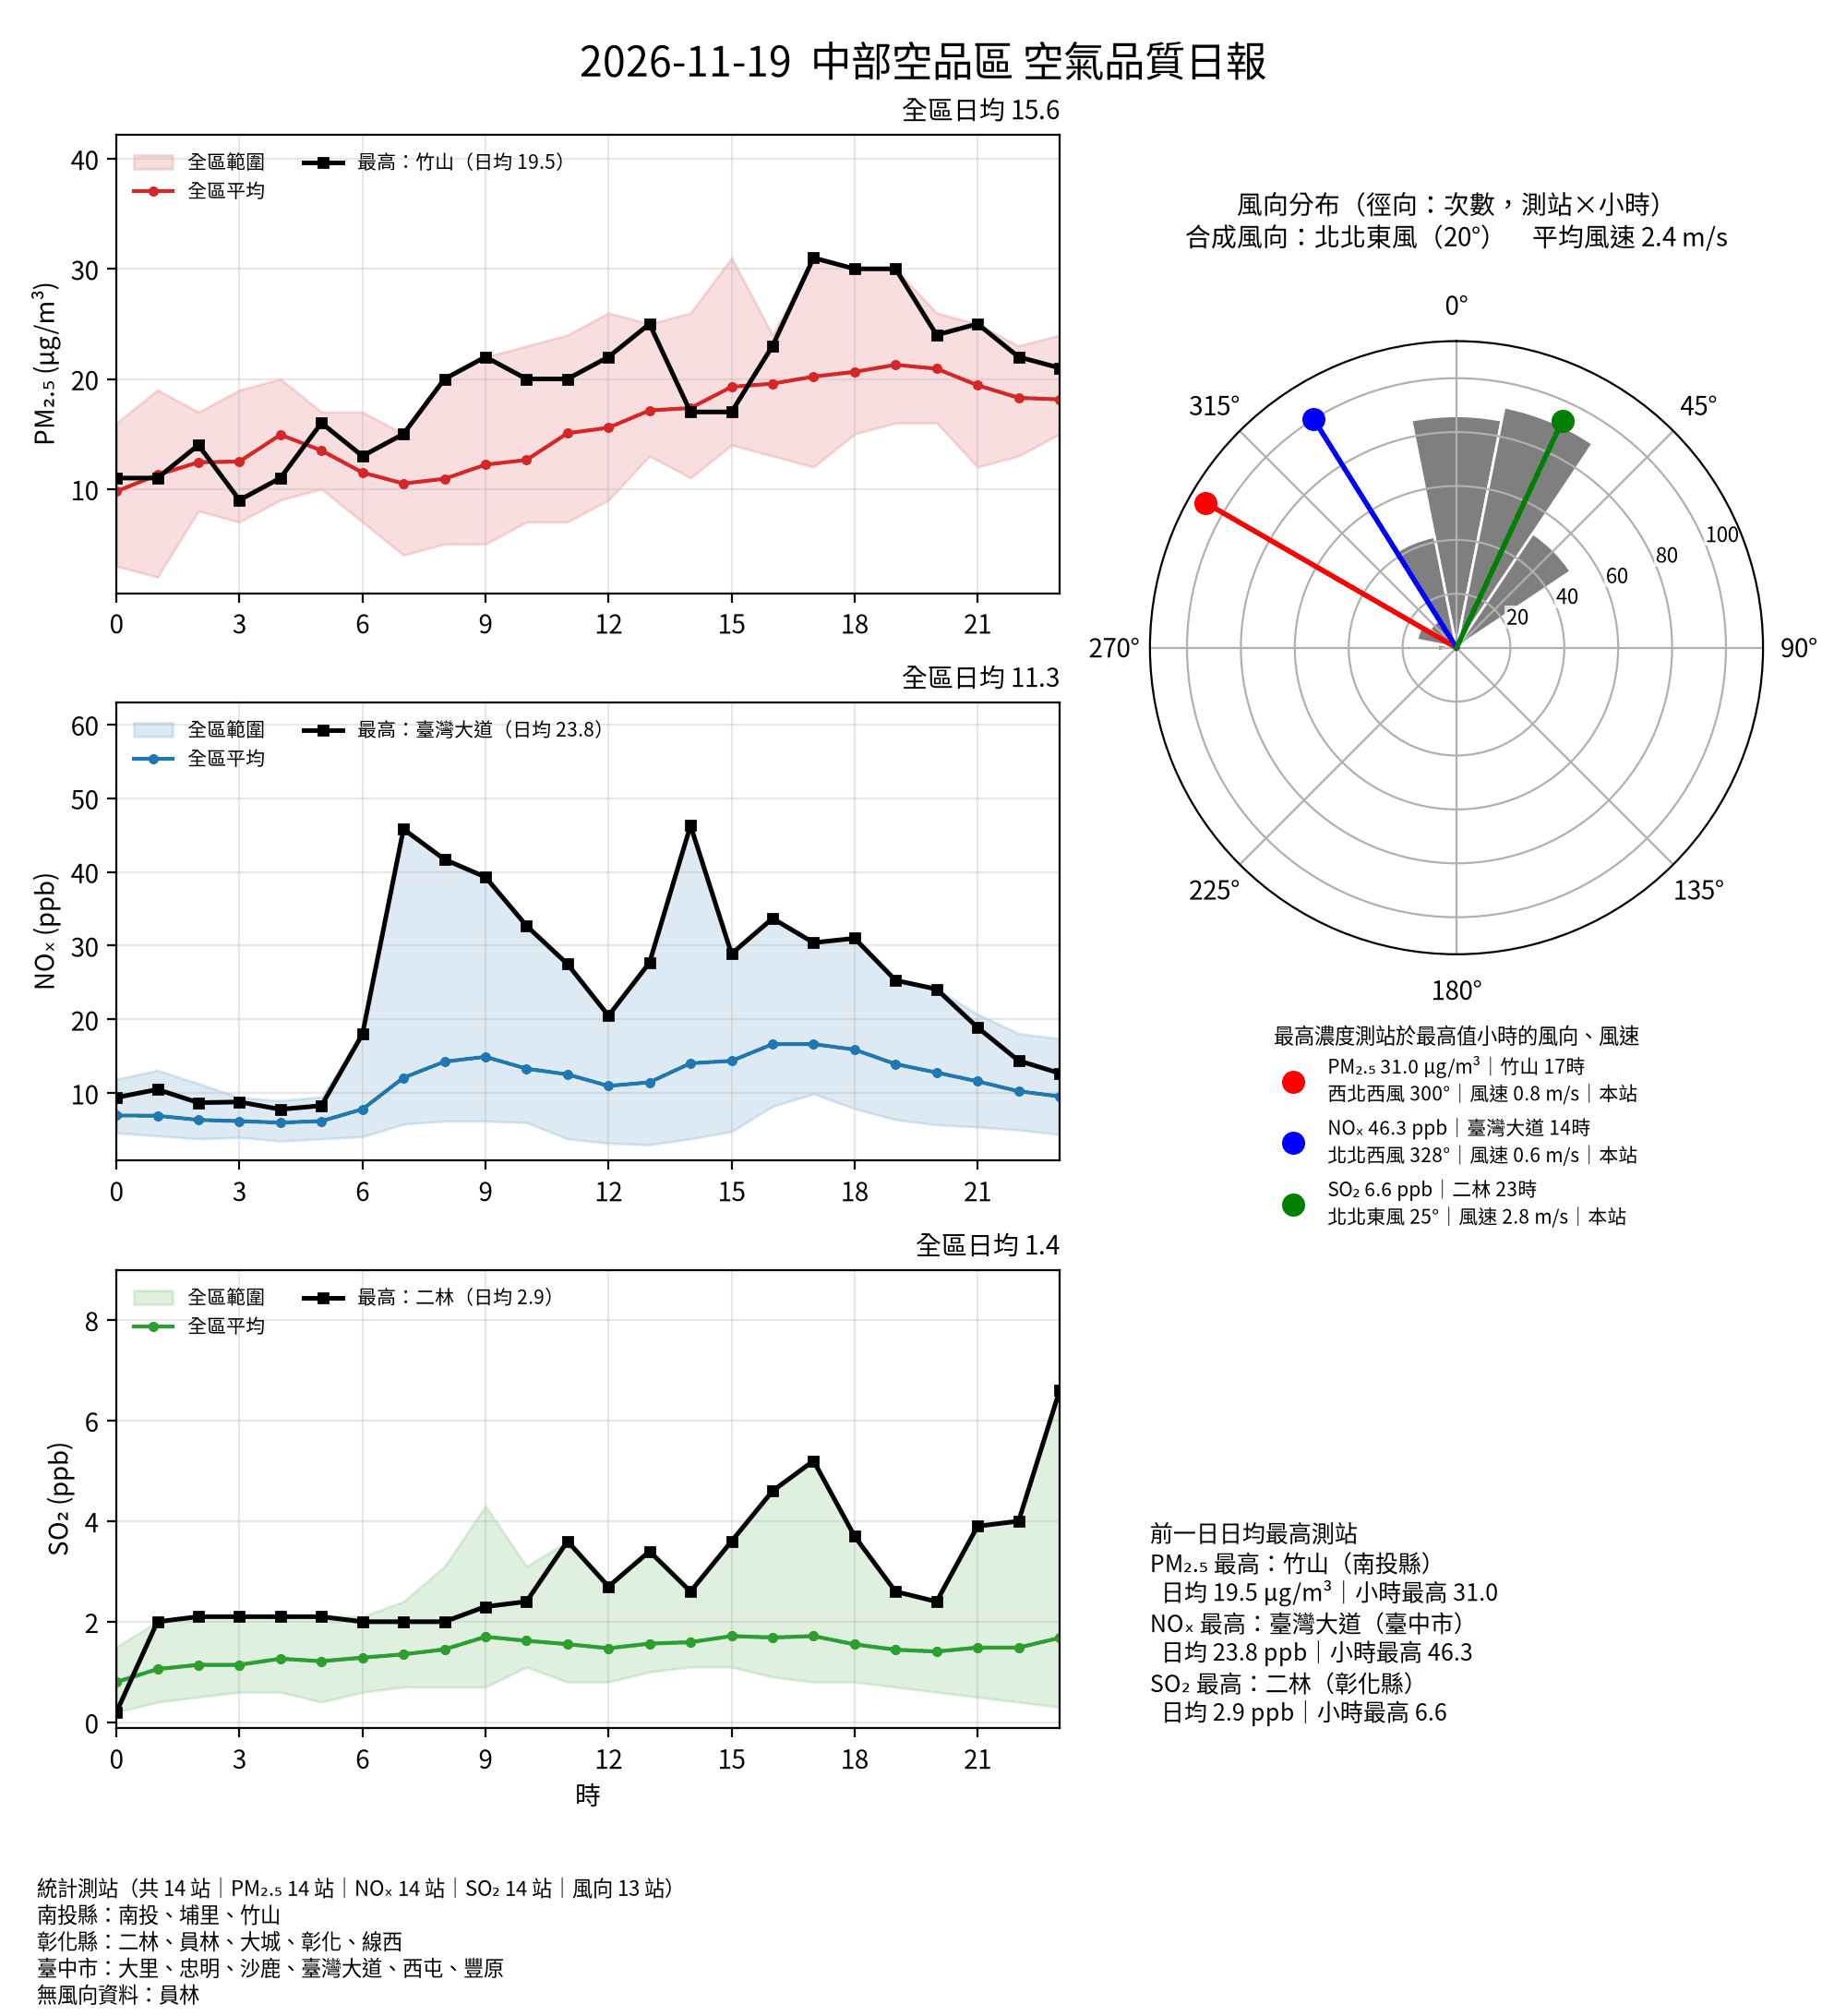 2026-11-19 中部空品區 空氣品質日報
全區日均 15.6
全區範圍
全區平均
最高：竹山（日均 19.5）
PM₂.₅ (μg/m³)
40
30
20
10
0 3 6 9 12 15 18 21
全區日均 11.3
全區範圍
全區平均
最高：臺灣大道（日均 23.8）
NOₓ (ppb)
60
50
40
30
20
10
0 3 6 9 12 15 18 21
全區日均 1.4
全區範圍
全區平均
最高：二林（日均 2.9）
SO₂ (ppb)
8
6
4
2
0
0 3 6 9 12 15 18 21
時
風向分布（徑向：次數，測站×小時）
合成風向：北北東風（20°） 平均風速 2.4 m/s
0°
45°
90°
135°
180°
225°
270°
315°
20
40
60
80
100
最高濃度測站於最高值小時的風向、風速
PM₂.₅ 31.0 μg/m³｜竹山 17時
西北西風 300°｜風速 0.8 m/s｜本站
NOₓ 46.3 ppb｜臺灣大道 14時
北北西風 328°｜風速 0.6 m/s｜本站
SO₂ 6.6 ppb｜二林 23時
北北東風 25°｜風速 2.8 m/s｜本站
前一日日均最高測站
PM₂.₅ 最高：竹山（南投縣）
日均 19.5 μg/m³｜小時最高 31.0
NOₓ 最高：臺灣大道（臺中市）
日均 23.8 ppb｜小時最高 46.3
SO₂ 最高：二林（彰化縣）
日均 2.9 ppb｜小時最高 6.6
統計測站（共 14 站｜PM₂.₅ 14 站｜NOₓ 14 站｜SO₂ 14 站｜風向 13 站）
南投縣：南投、埔里、竹山
彰化縣：二林、員林、大城、彰化、線西
臺中市：大里、忠明、沙鹿、臺灣大道、西屯、豐原
無風向資料：員林